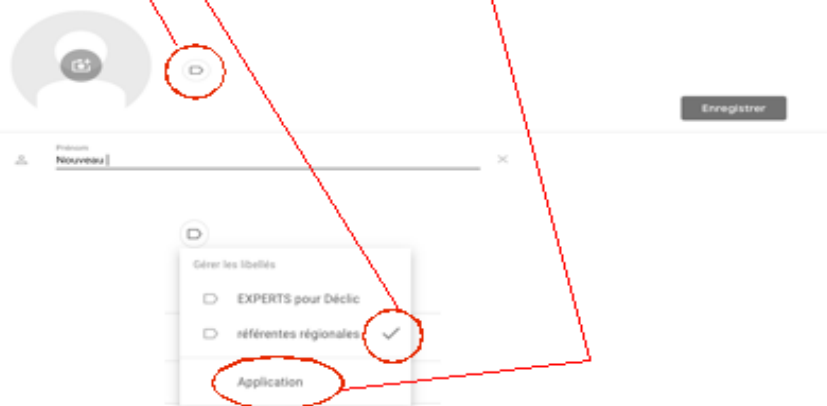 Enregistrer
Prénom
Nouveau
Gérer les libellés
EXPERTS pour Déclic
référentes régionales
Application